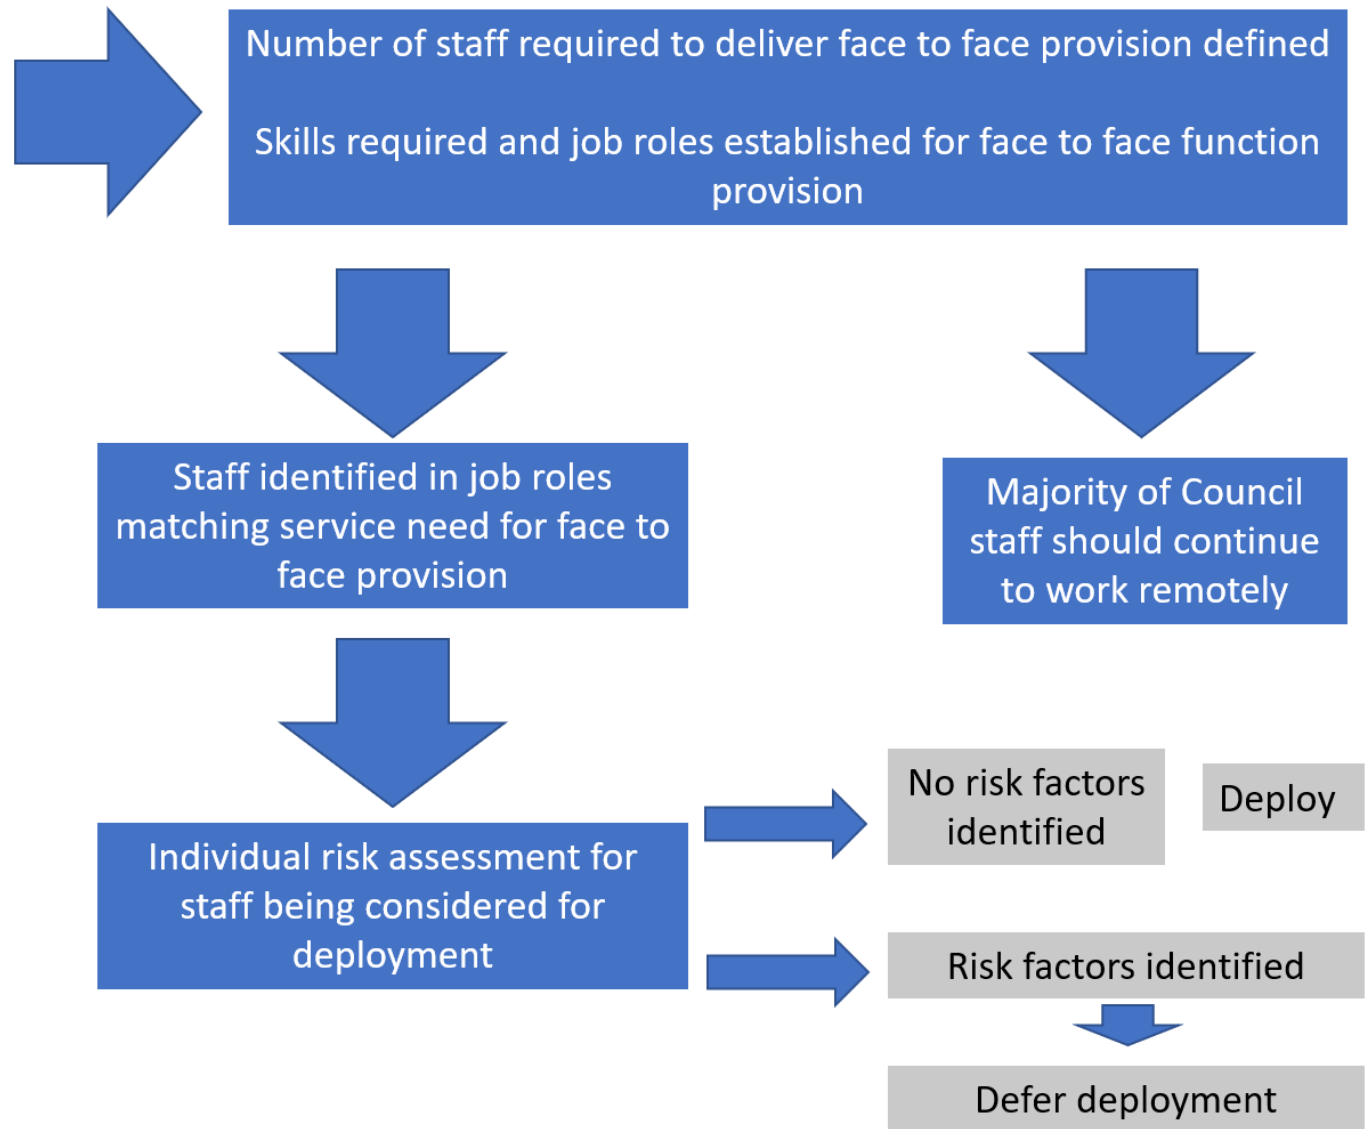 Number of staff required to deliver face to face provision defined
Skills required and job roles established for face to face function
provision
Staff identified in job roles
matching service need for face to
face provision
Majority of Council
staff should continue
to work remotely
Individual risk assessment for
staff being considered for
deployment
No risk factors
identified
Deploy
Risk factors identified
Defer deployment